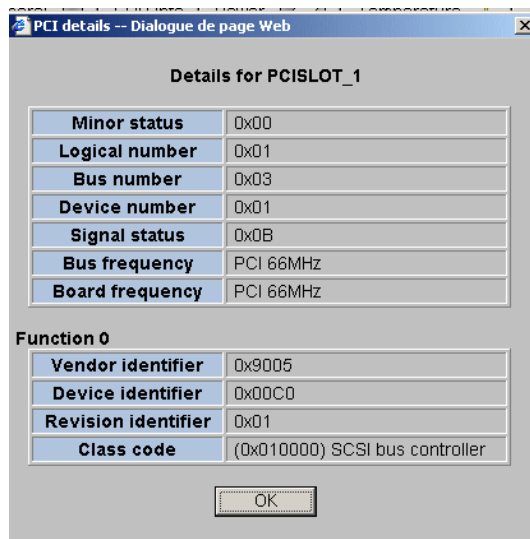 PCI details -- Dialogue de page Web
Details for PCISLOT_1
Minor status 0x00
Logical number 0x01
Bus number 0x03
Device number 0x01
Signal status 0x0B
Bus frequency PCI 66MHz
Board frequency PCI 66MHz
Function 0
Vendor identifier 0x9005
Device identifier 0x00C0
Revision identifier 0x01
Class code (0x010000) SCSI bus controller
OK